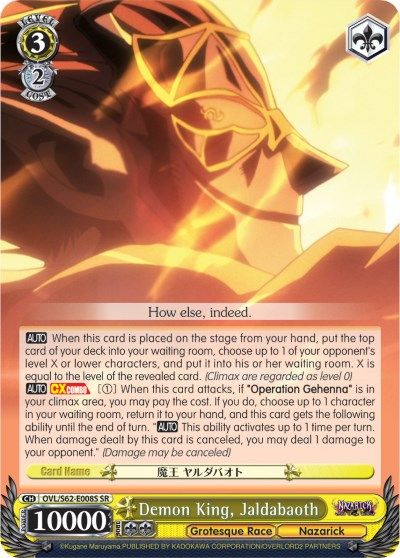 LEVEL
3
2
COST
How else, indeed.
AUTO When this card is placed on the stage from your hand, put the
top card of your deck into your waiting room, choose up to 1 of your opponent's
level X or lower characters, and put it into his or her waiting room. X is
equal to the level of the revealed card. (Climax are regarded as level 0)
AUTO CX COMBO [①] When this card attacks, if "Operation Gehenna" is in
your climax area, you may pay the cost. If you do, choose up to 1 character
in your waiting room, return it to your hand, and this card gets the following
ability until the end of turn. "AUTO This ability activates up to 1 time per turn.
When damage dealt by this card is canceled, you may deal 1 damage to
your opponent." (Damage may be canceled)
Card Name 魔王 ヤルダバオト
CD OVL/S62-E008S SR
POWER 10000 SOUL
Demon King, Jaldabaoth
NAZARICK
Grotesque Race Nazarick
©Kugane Maruyama,PUBLISHED BY KADOKAWA CORPORATION/OVERLORD2 PARTNERS